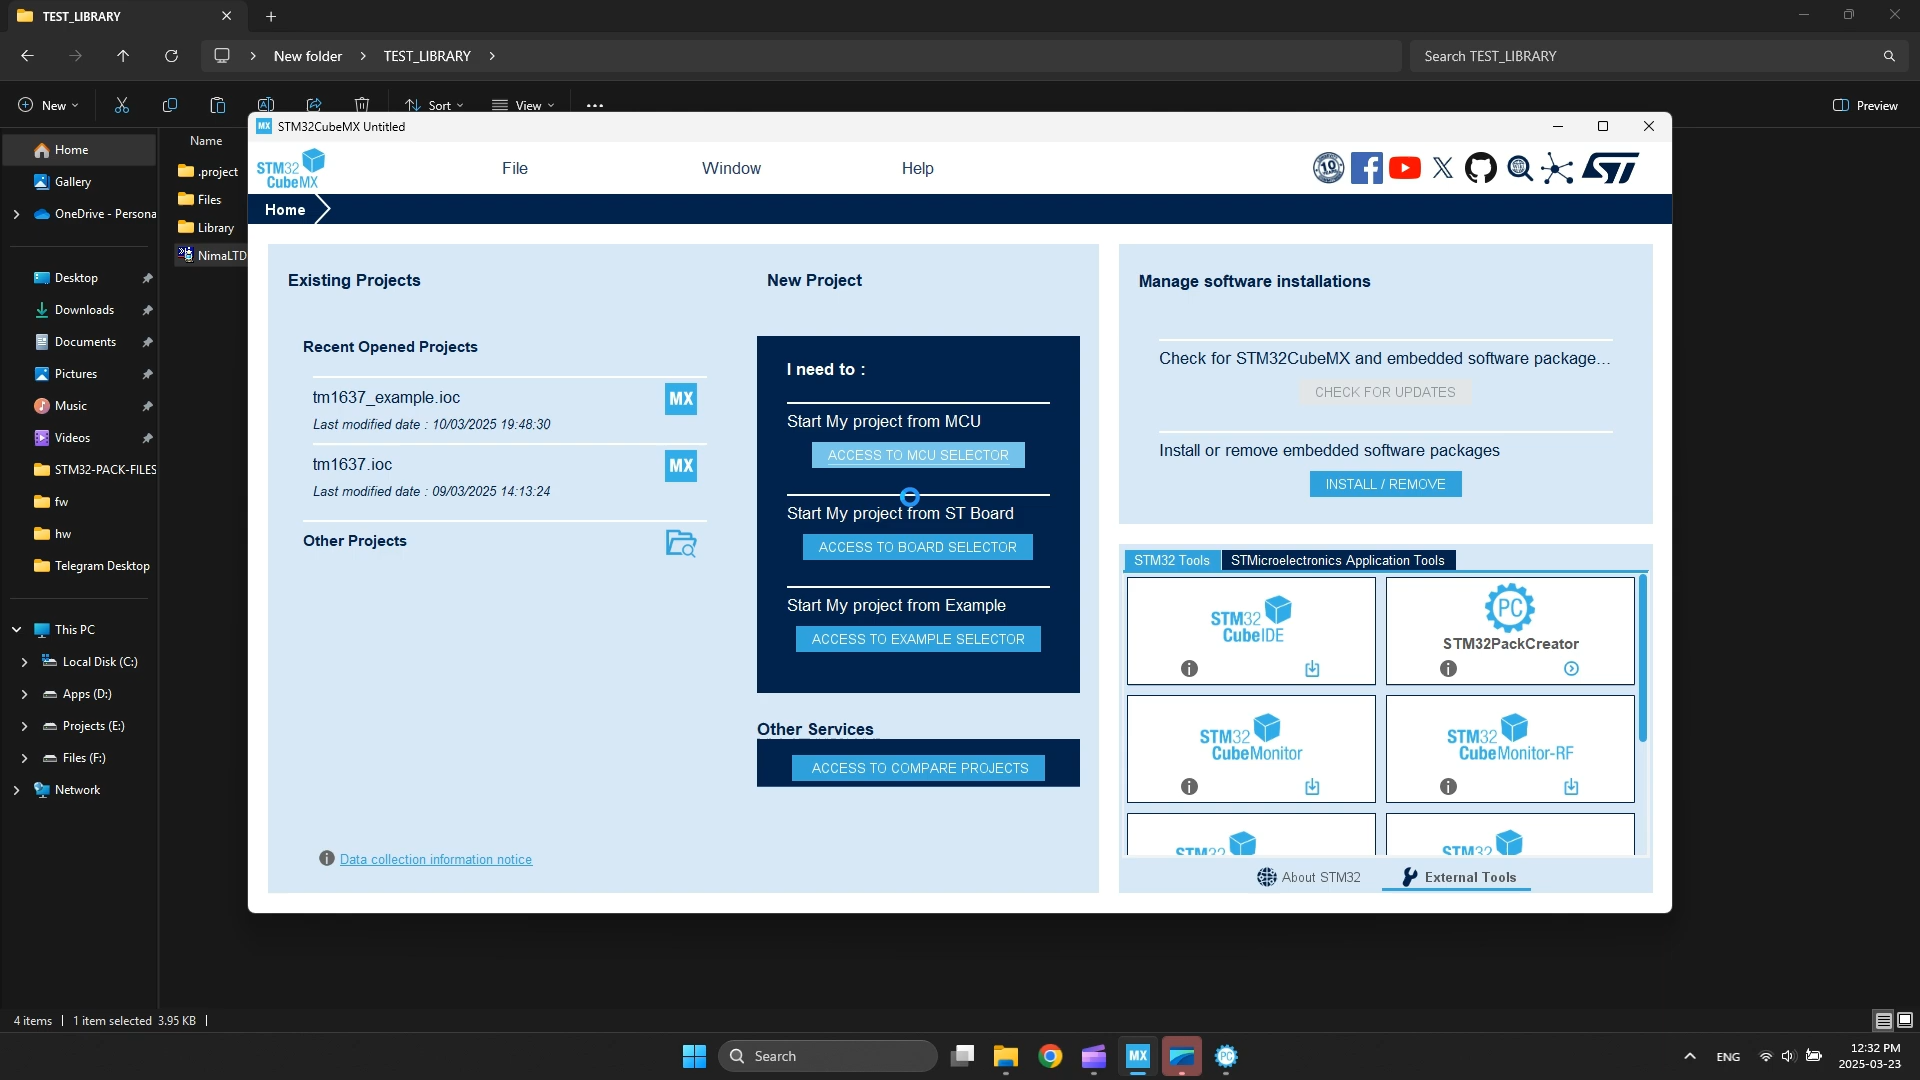 TEST_LIBRARY
New folder
TEST_LIBRARY
Search TEST_LIBRARY
New
Sort
View
Preview
Home
Gallery
OneDrive - Persona
Desktop
Downloads
Documents
Pictures
Music
Videos
STM32-PACK-FILES
fw
hw
Telegram Desktop
This PC
Local Disk (C:)
Apps (D:)
Projects (E:)
Files (F:)
Network
Name
.project
Files
Library
NimaLTD
MX STM32CubeMX Untitled
STM32
CubeMX
File
Window
Help
10
ST
Home
Existing Projects
Recent Opened Projects
tm1637_example.ioc
Last modified date : 10/03/2025 19:48:30
MX
tm1637.ioc
Last modified date : 09/03/2025 14:13:24
MX
Other Projects
Data collection information notice
New Project
I need to :
Start My project from MCU
ACCESS TO MCU SELECTOR
Start My project from ST Board
ACCESS TO BOARD SELECTOR
Start My project from Example
ACCESS TO EXAMPLE SELECTOR
Other Services
ACCESS TO COMPARE PROJECTS
Manage software installations
Check for STM32CubeMX and embedded software package...
CHECK FOR UPDATES
Install or remove embedded software packages
INSTALL / REMOVE
STM32 Tools
STMicroelectronics Application Tools
STM32
CubeIDE
PC
STM32PackCreator
STM32
CubeMonitor
STM32
CubeMonitor-RF
STM32
STM32
About STM32
External Tools
4 items
1 item selected 3.95 KB
Search
MX
PC
ENG
12:32 PM
2025-03-23